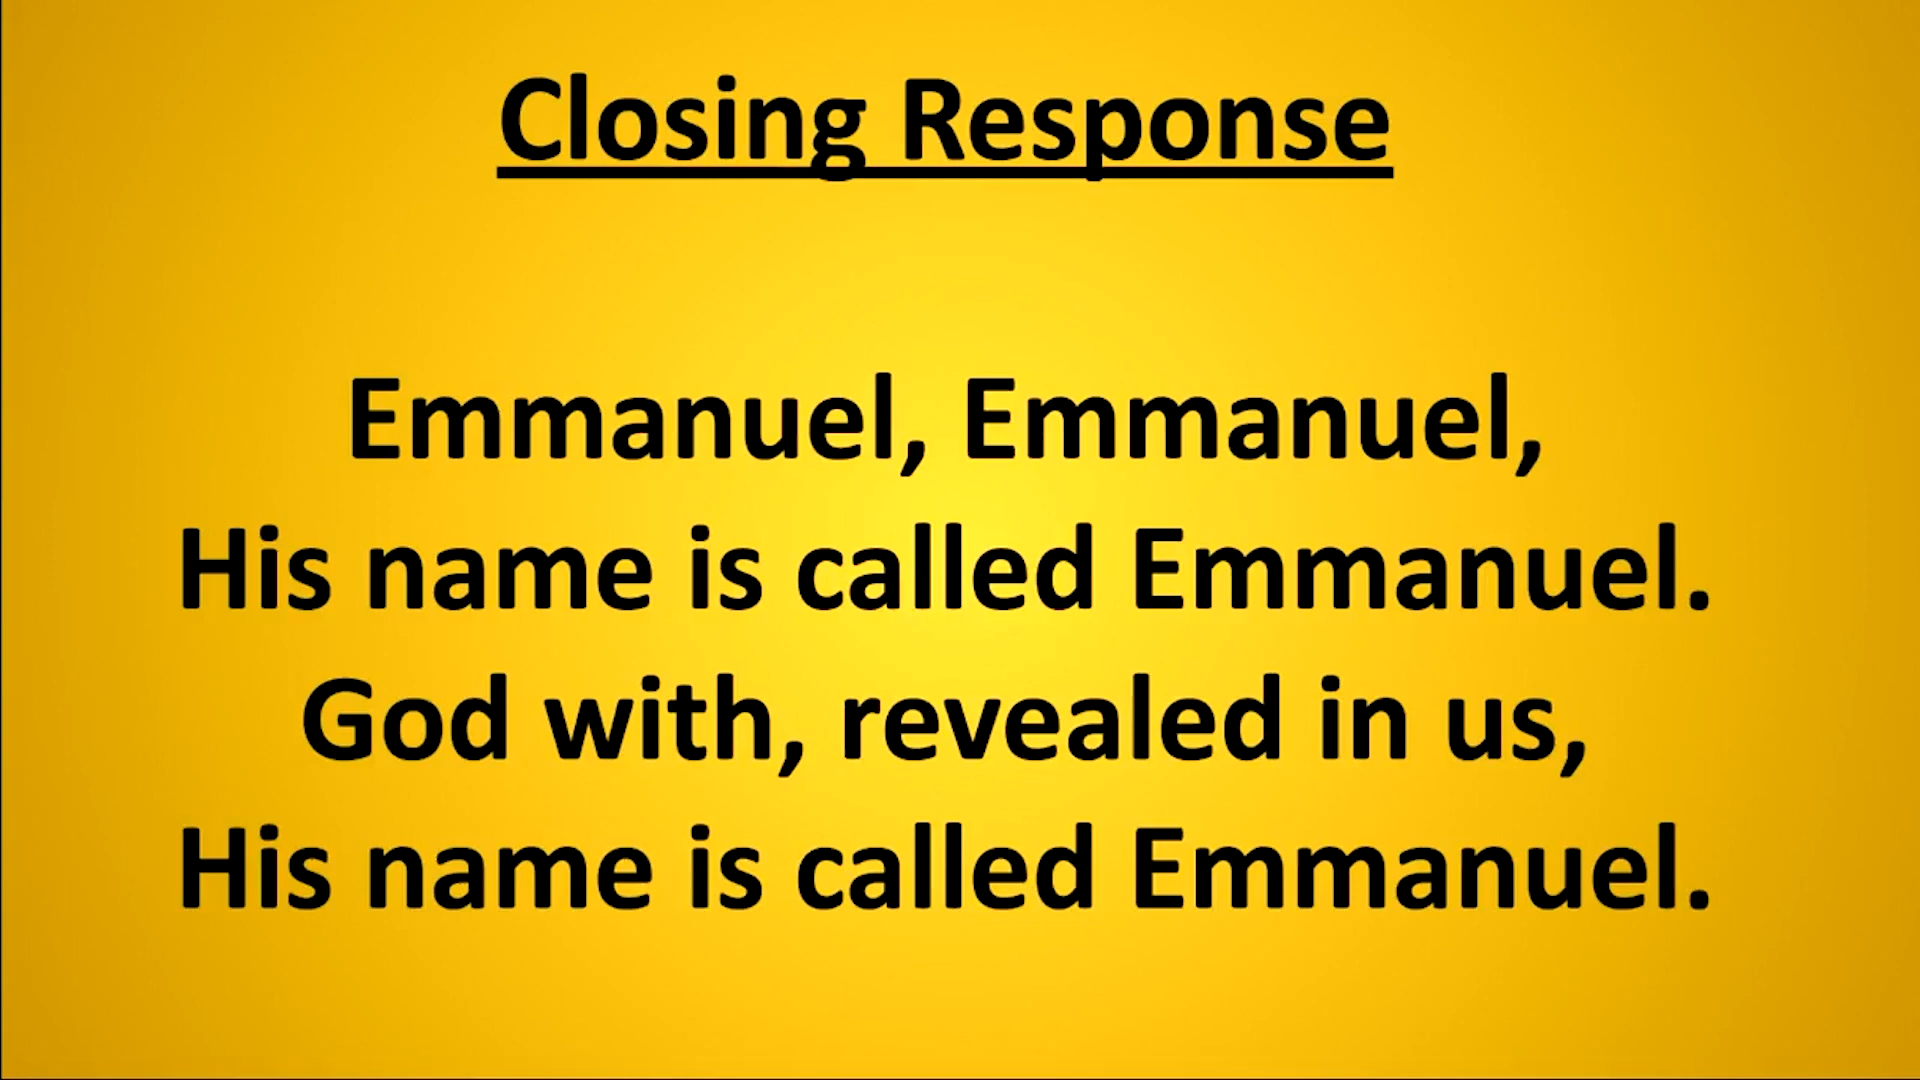 Closing Response
Emmanuel, Emmanuel,
His name is called Emmanuel.
God with, revealed in us,
His name is called Emmanuel.